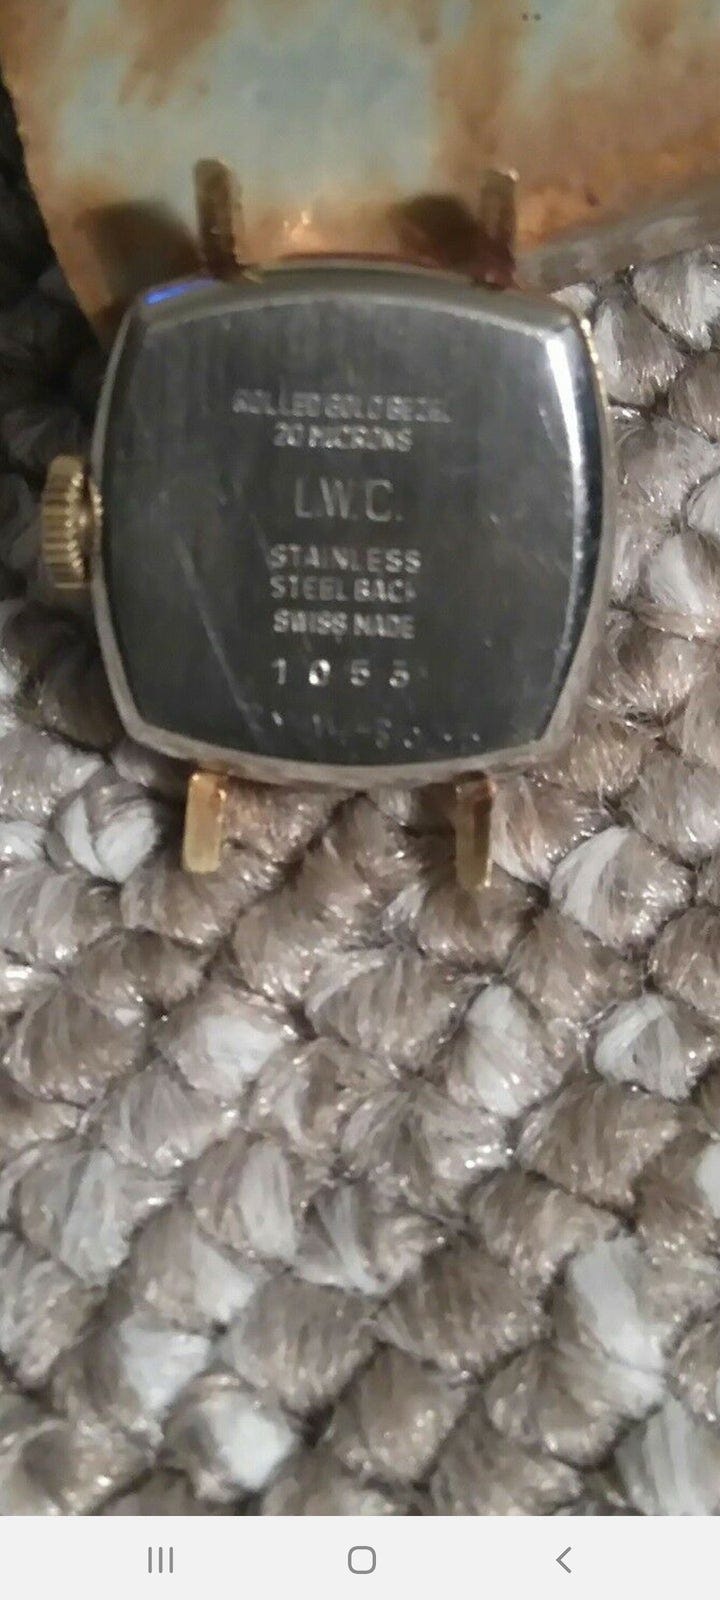 ROLLED GOLD BEZEL
20 MICRONS
L.W.C.
STAINLESS
STEEL BACK
SWISS MADE
1055